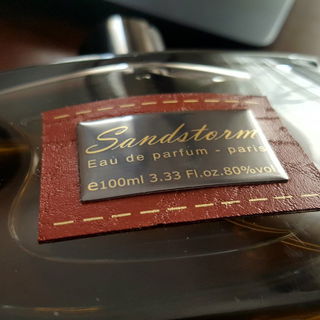 Sandstorm
Eau de parfum - paris
e100ml 3.33 Fl.oz.80%vol